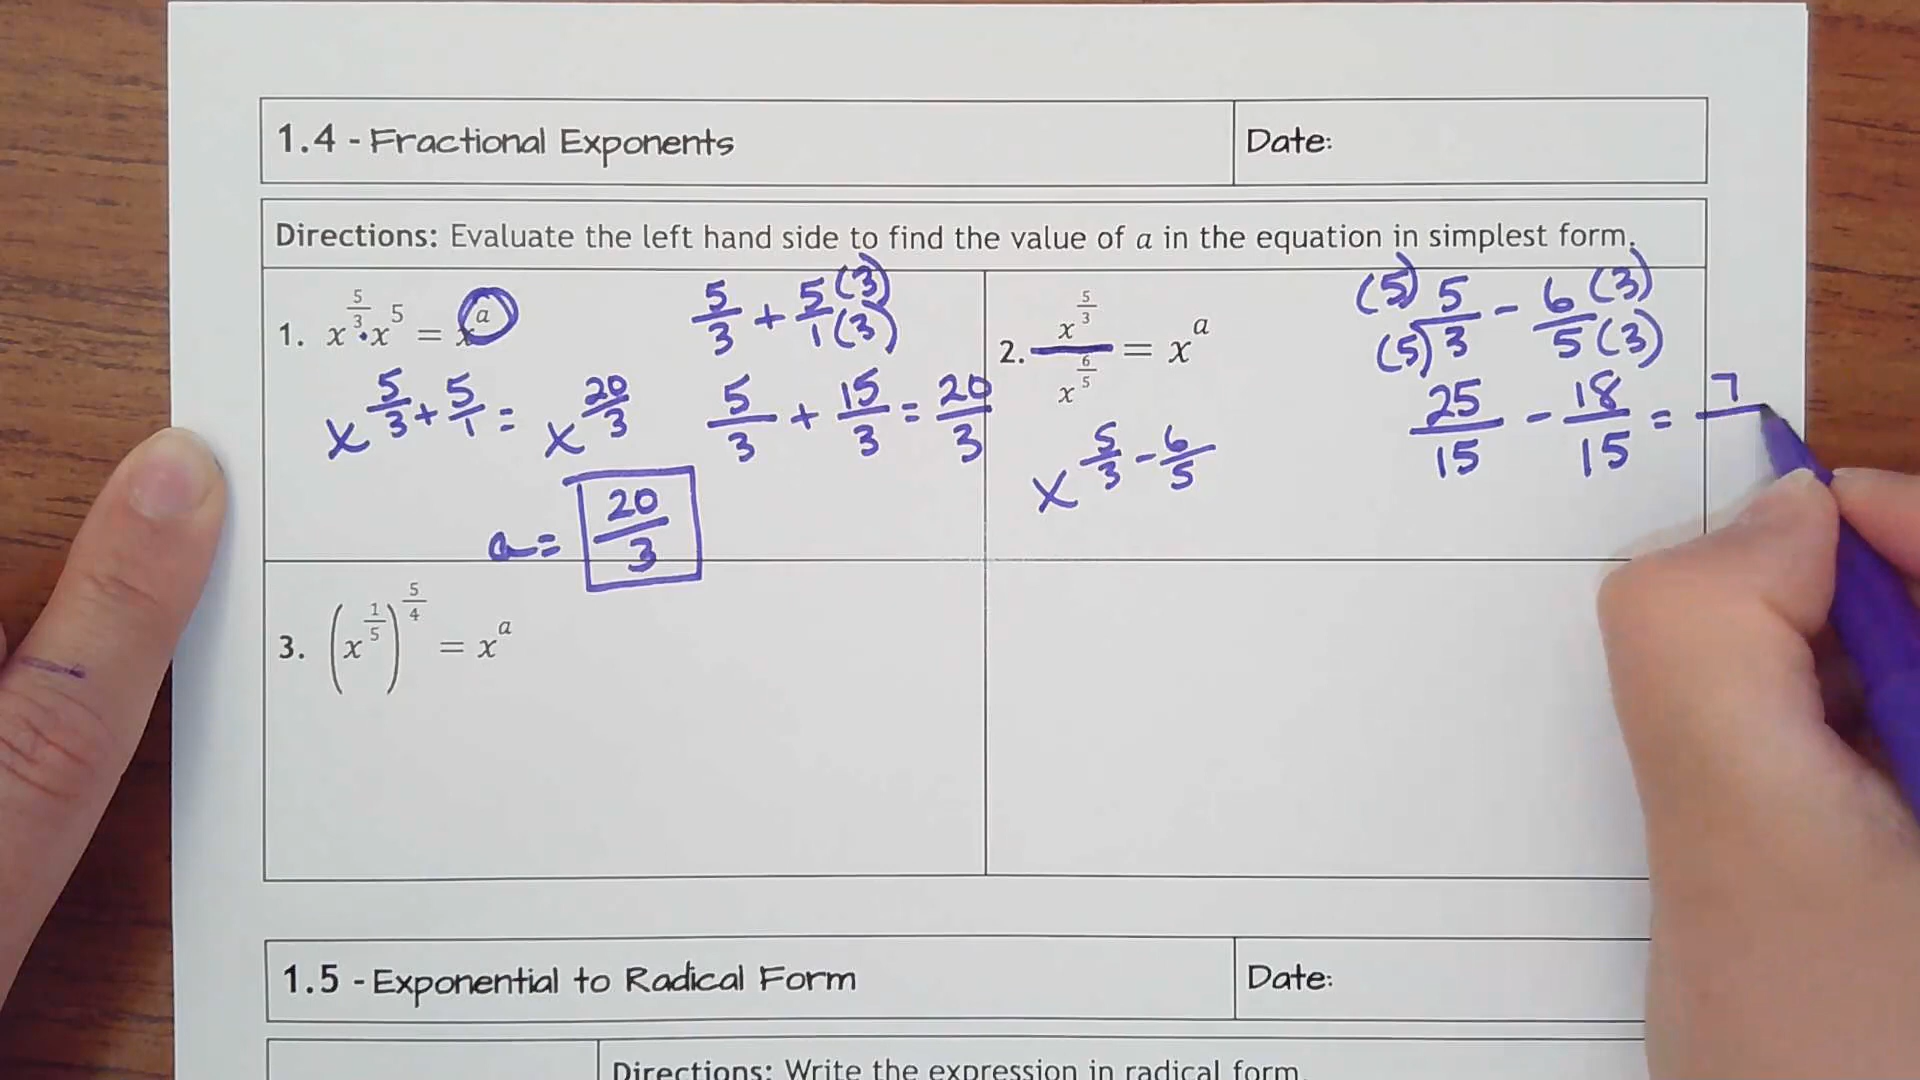 1.4 - Fractional Exponents
Date:
Directions: Evaluate the left hand side to find the value of a in the equation in simplest form.
1. x^(5/3) · x^5 = x^a
5/3 + 5(3)/1(3)
x^(5/3 + 5/1) = x^(20/3)
5/3 + 15/3 = 20/3
a = 20/3
2. x^(5/3) / x^(6/5) = x^a
(5)5/(5)3 - 6(3)/5(3)
25/15 - 18/15 = 7
x^(5/3 - 6/5)
3. (x^(1/5))^(5/4) = x^a
1.5 - Exponential to Radical Form
Date:
Directions: Write the expression in radical form.